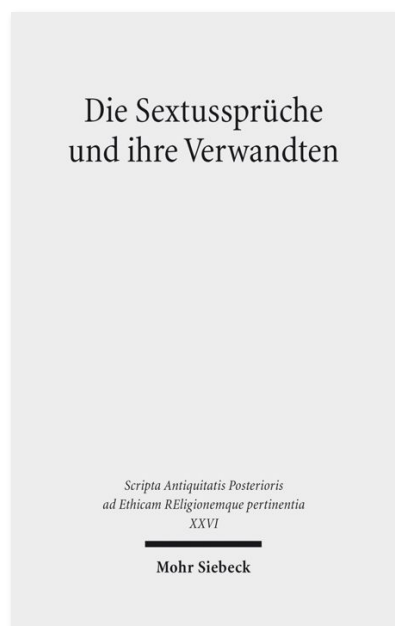 Die Sextussprüche
und ihre Verwandten
Scripta Antiquitatis Posterioris
ad Ethicam REligionemque pertinentia
XXVI
Mohr Siebeck